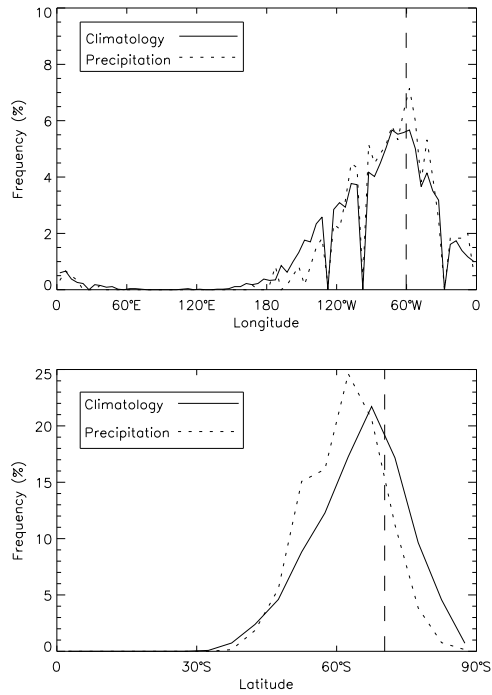 10
Climatology
Precipitation
8
6
4
2
0
Frequency (%)
0 60°E 120°E 180 120°W 60°W 0
Longitude
25
Climatology
Precipitation
20
15
10
5
0
Frequency (%)
0 30°S 60°S 90°S
Latitude